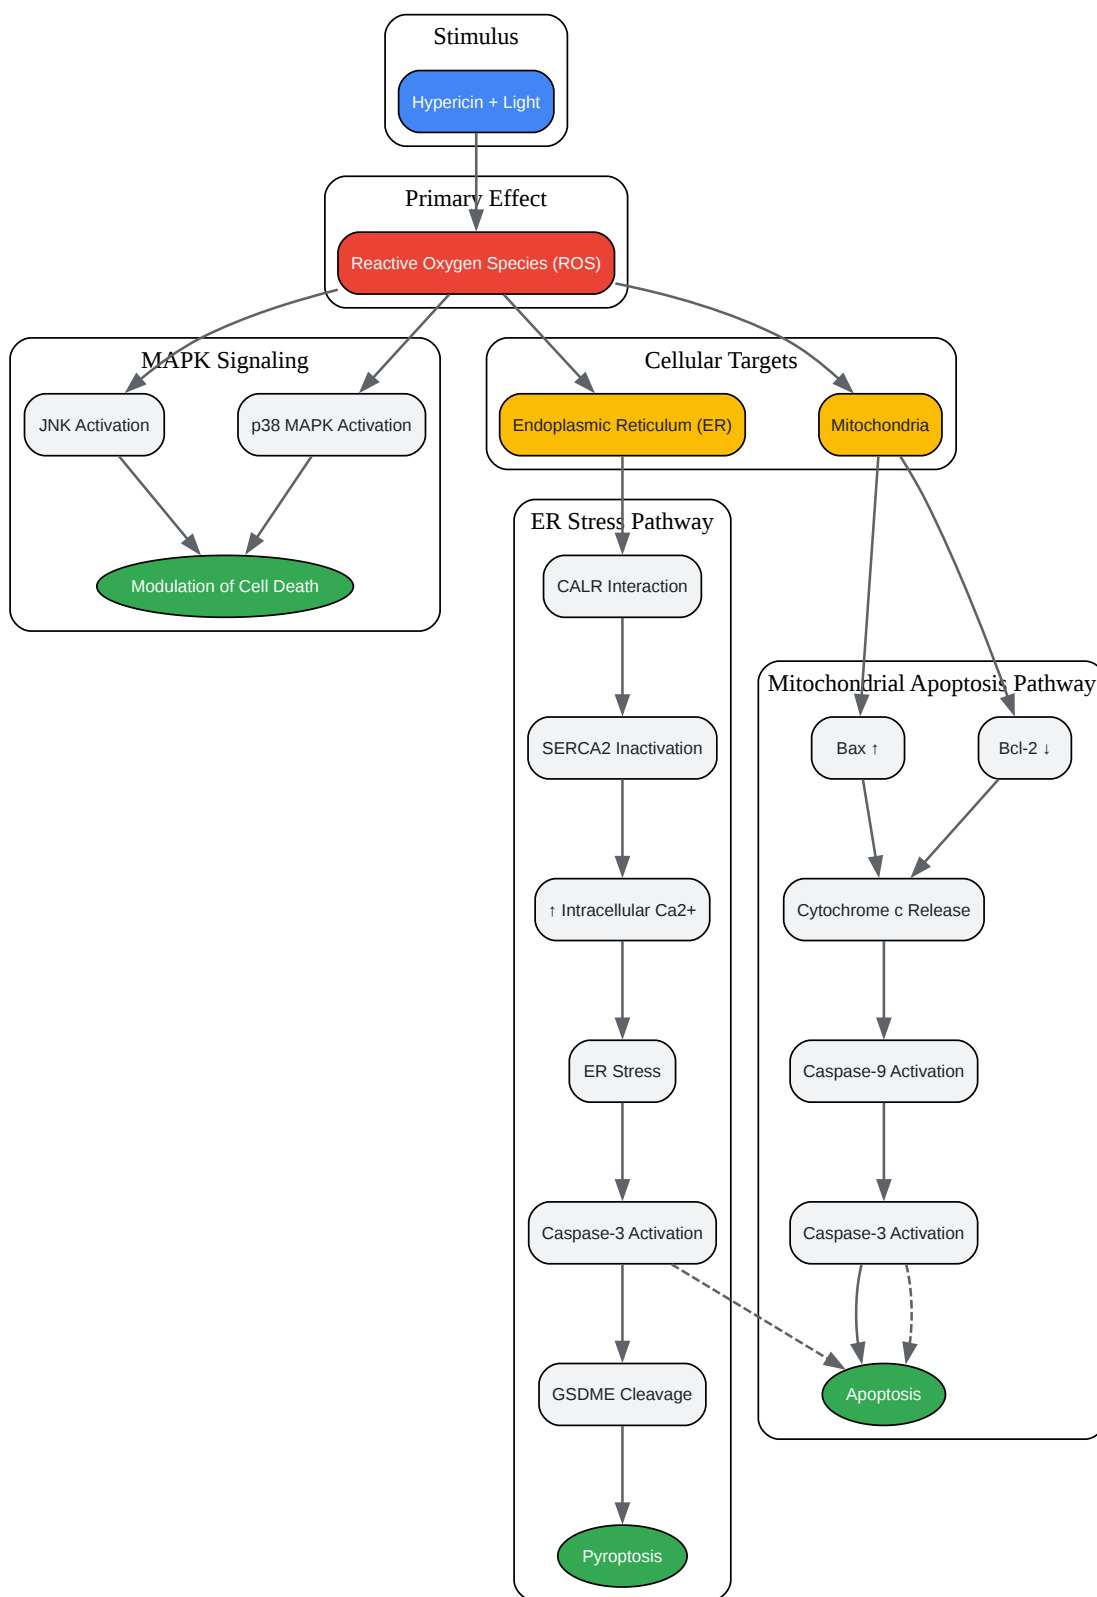 Stimulus
Hypericin + Light
Primary Effect
Reactive Oxygen Species (ROS)
MAPK Signaling
JNK Activation
p38 MAPK Activation
Modulation of Cell Death
Cellular Targets
Endoplasmic Reticulum (ER)
Mitochondria
ER Stress Pathway
CALR Interaction
SERCA2 Inactivation
↑ Intracellular Ca2+
ER Stress
Caspase-3 Activation
GSDME Cleavage
Pyroptosis
Mitochondrial Apoptosis Pathway
Bax ↑
Bcl-2 ↓
Cytochrome c Release
Caspase-9 Activation
Caspase-3 Activation
Apoptosis